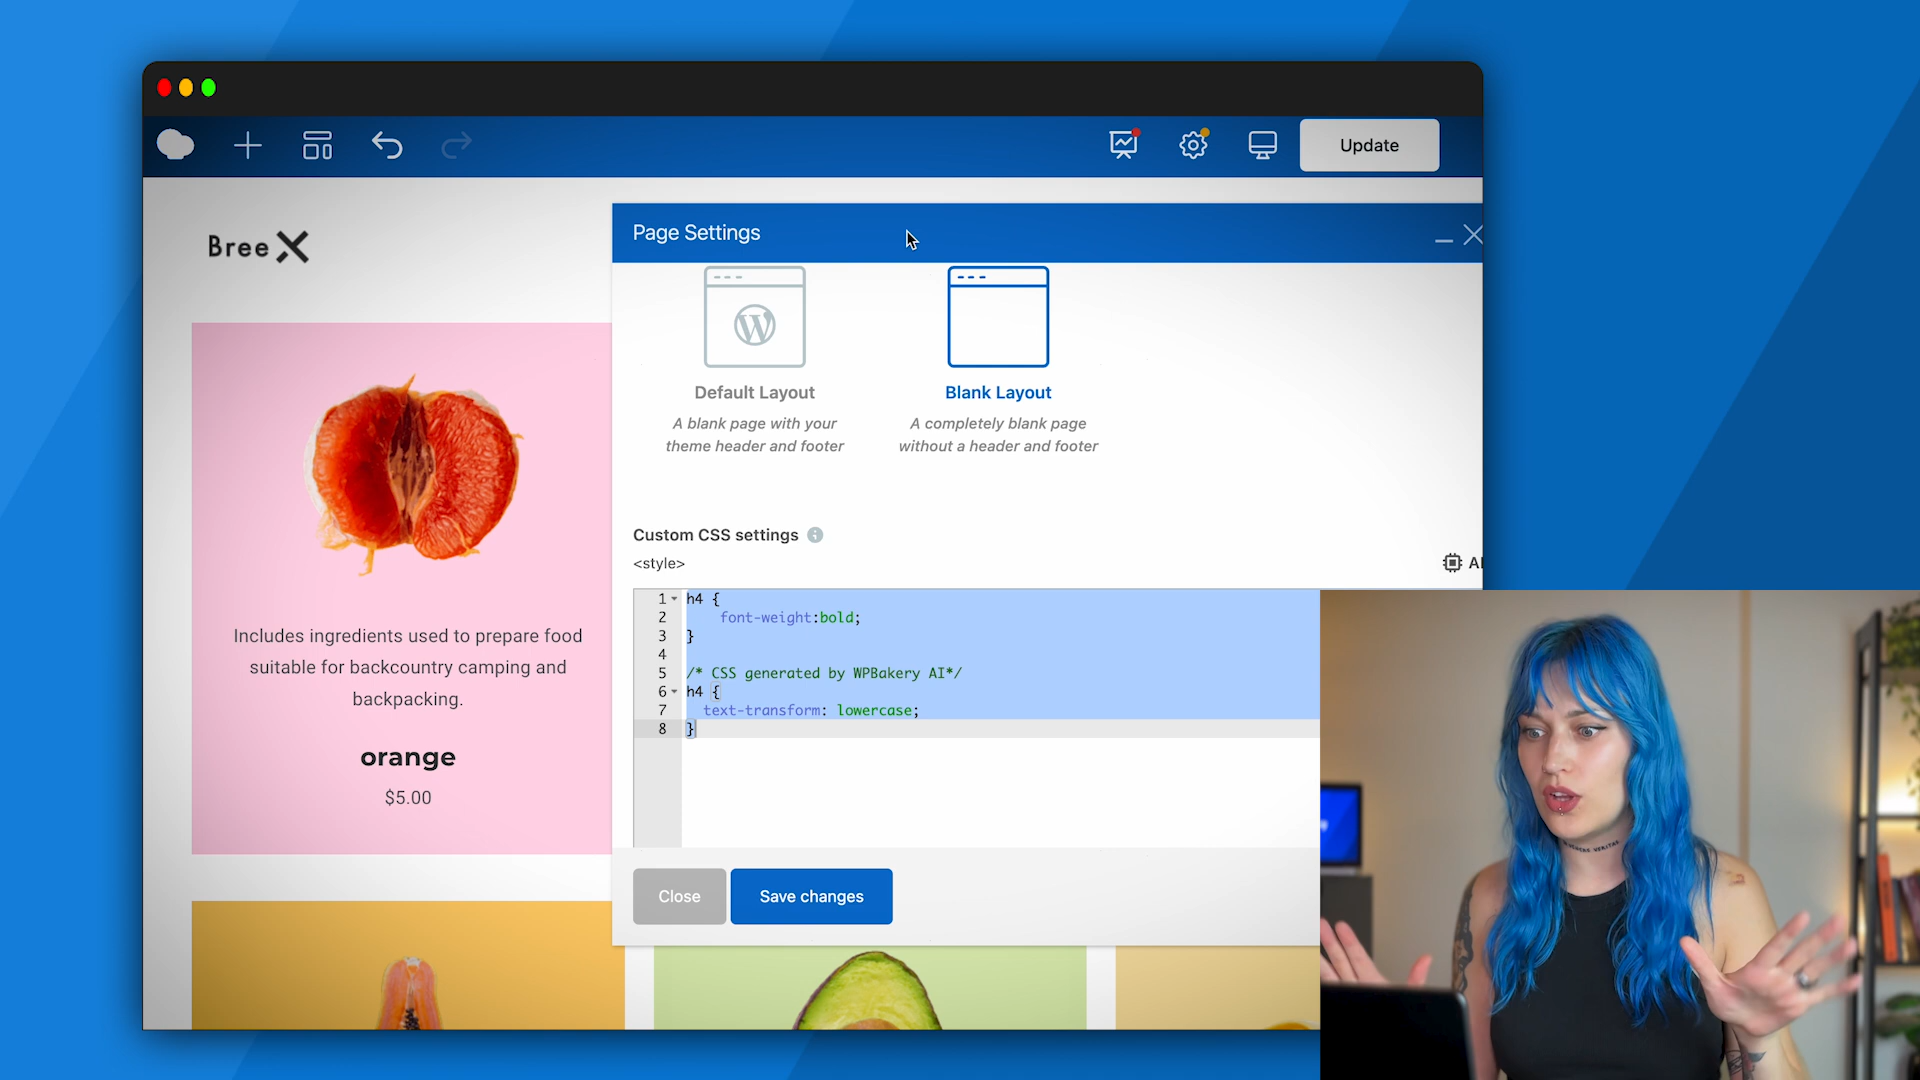 Update
Bree X
Page Settings
Default Layout
A blank page with your
theme header and footer
Blank Layout
A completely blank page
without a header and footer
Custom CSS settings
<style>
AI
1 h4 {
2 font-weight:bold;
3 }
4
5 /* CSS generated by WPBakery AI*/
6 h4 {
7 text-transform: lowercase;
8 }
Includes ingredients used to prepare food
suitable for backcountry camping and
backpacking.
orange
$5.00
Close
Save changes